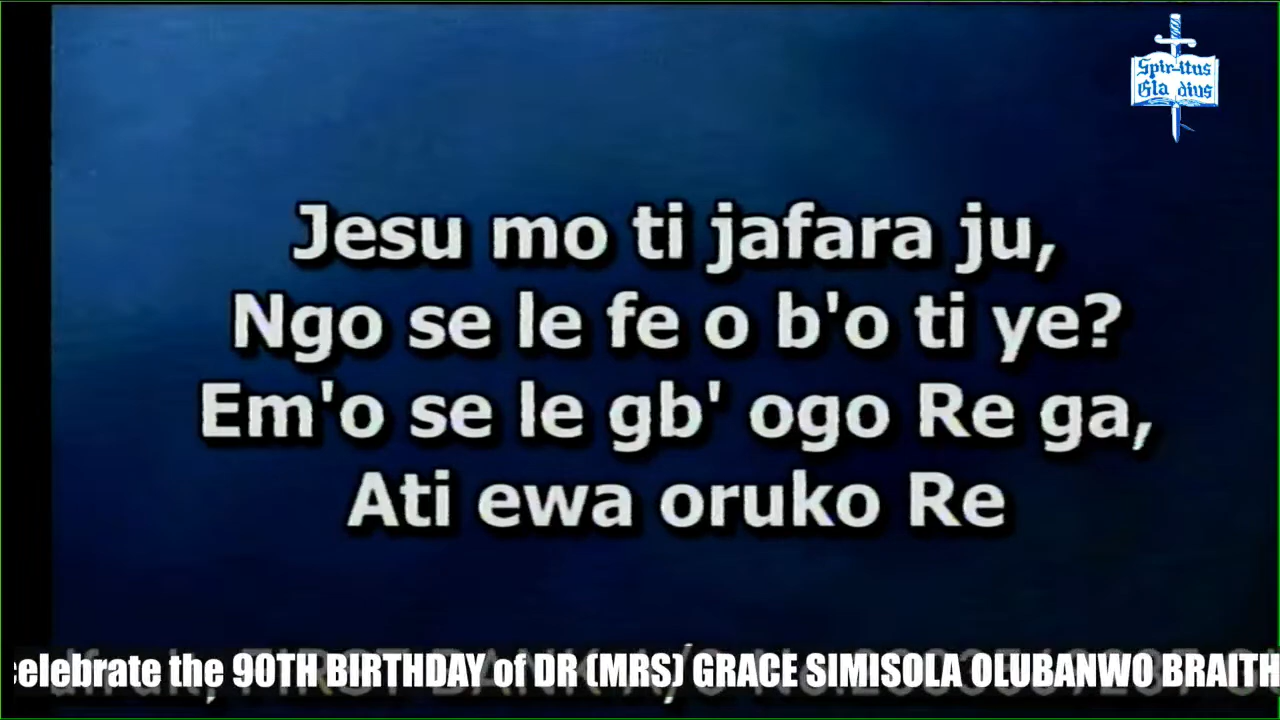 Spiritus
Gladius
Jesu mo ti jafara ju,
Ngo se le fe o b'o ti ye?
Em'o se le gb' ogo Re ga,
Ati ewa oruko Re
celebrate the 90TH BIRTHDAY of DR (MRS) GRACE SIMISOLA OLUBANWO BRAITH